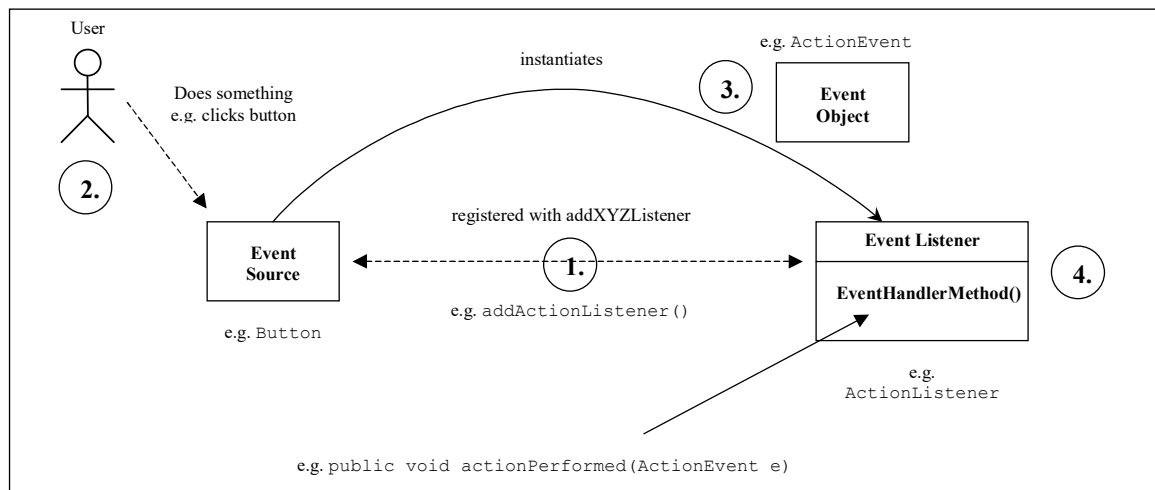 User
e.g. ActionEvent
instantiates
3.
Event
Object
Does something
e.g. clicks button
2.
registered with addXYZListener
Event
Source
1.
Event Listener
4.
EventHandlerMethod()
e.g. addActionListener()
e.g. Button
e.g.
ActionListener
e.g. public void actionPerformed(ActionEvent e)